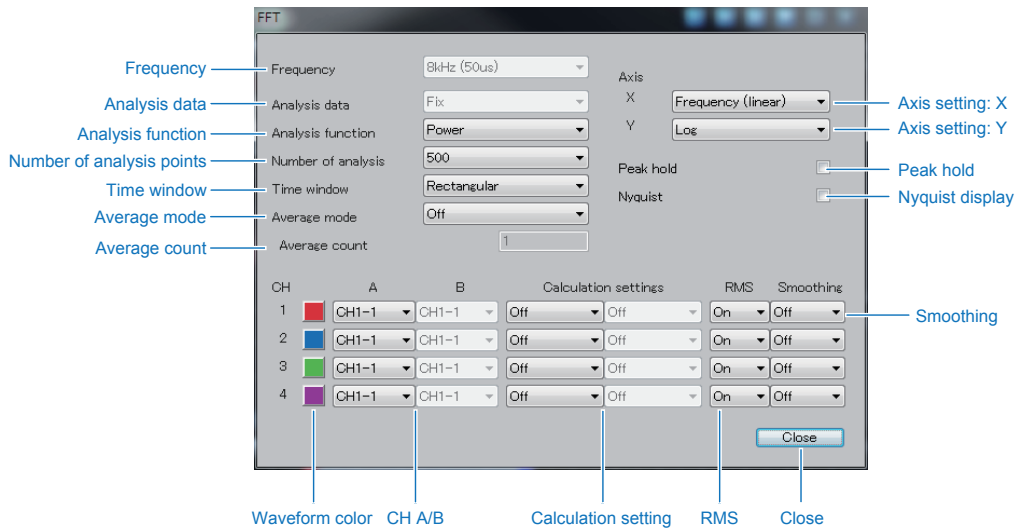 FFT
Frequency
Frequency
8kHz (50us)
Axis
Analysis data
Analysis data
Fix
X
Frequency (linear)
Axis setting: X
Analysis function
Analysis function
Power
Y
Log
Axis setting: Y
Number of analysis points
Number of analysis
500
Peak hold
Peak hold
Time window
Time window
Rectangular
Nyquist
Nyquist display
Average mode
Average mode
Off
Average count
Average count
1
CH A B Calculation settings RMS Smoothing
1 CH1-1 CH1-1 Off Off On Off
Smoothing
2 CH1-1 CH1-1 Off Off On Off
3 CH1-1 CH1-1 Off Off On Off
4 CH1-1 CH1-1 Off Off On Off
Close
Waveform color CH A/B Calculation setting RMS Close